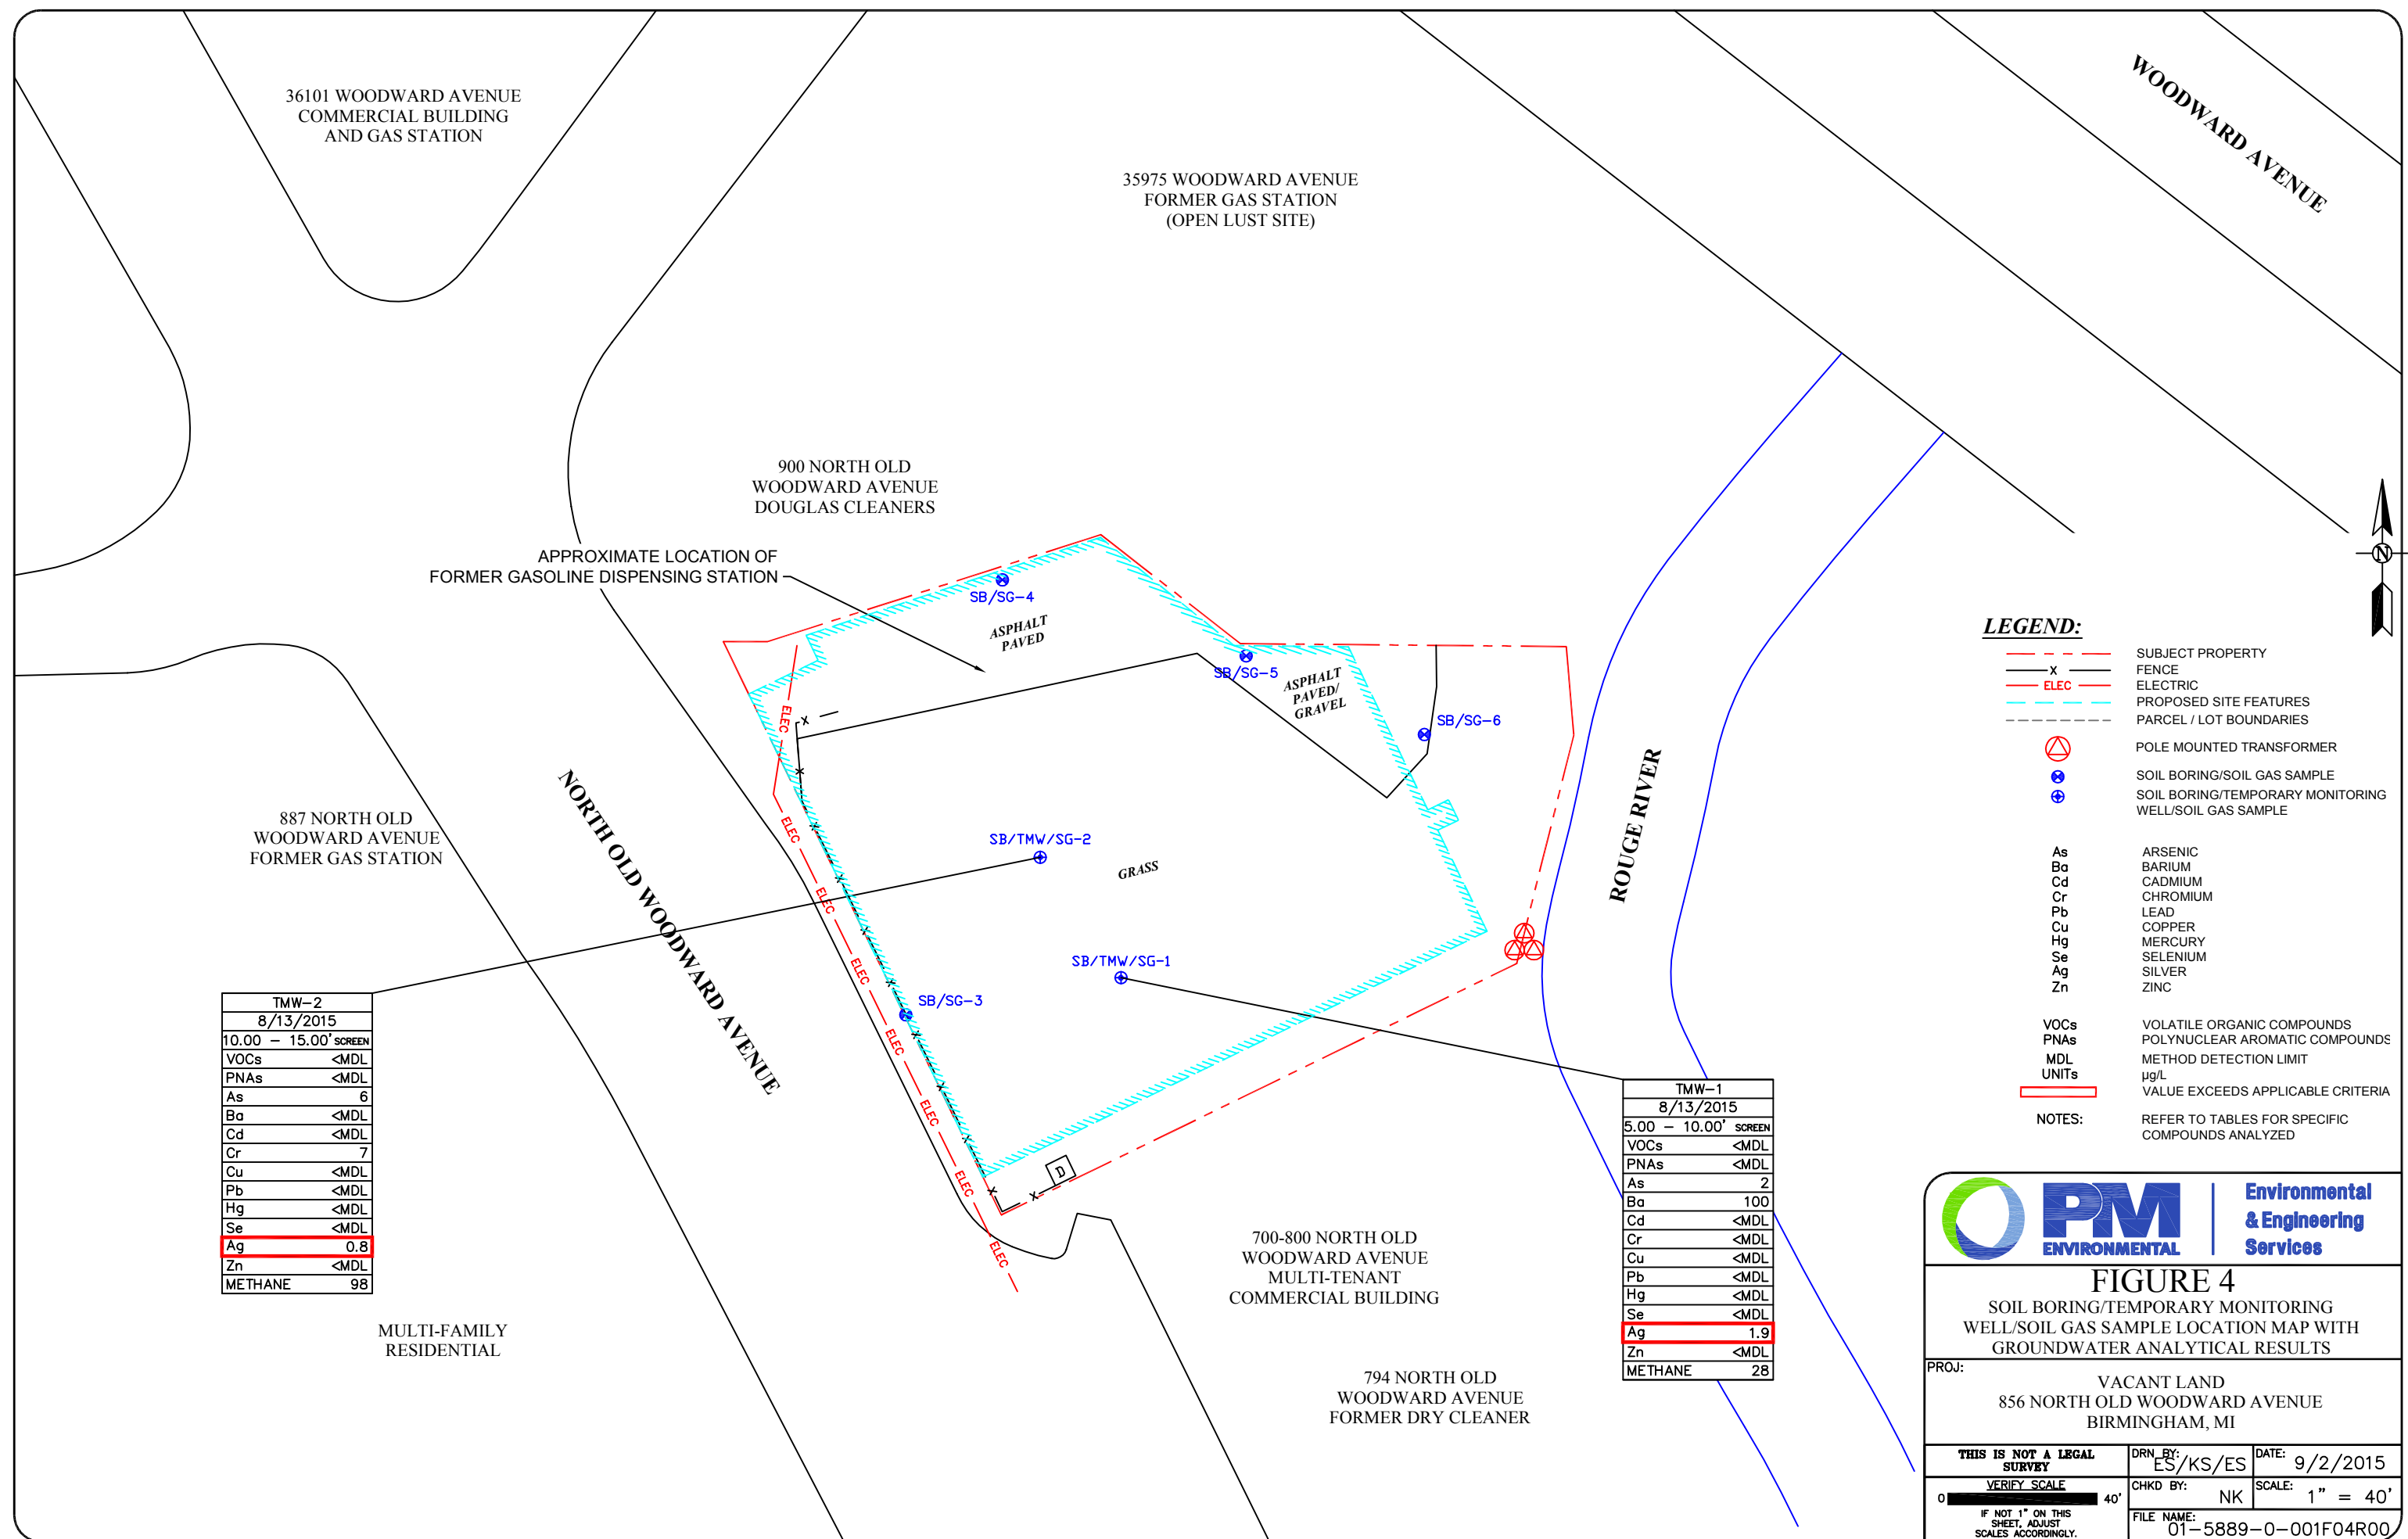 36101 WOODWARD AVENUE
COMMERCIAL BUILDING
AND GAS STATION
WOODWARD AVENUE
35975 WOODWARD AVENUE
FORMER GAS STATION
(OPEN LUST SITE)
900 NORTH OLD
WOODWARD AVENUE
DOUGLAS CLEANERS
APPROXIMATE LOCATION OF
FORMER GASOLINE DISPENSING STATION
SB/SG-4
ASPHALT
PAVED
SB/SG-5
ASPHALT
PAVED/
GRAVEL
SB/SG-6
ELEC
X
X
X
X
X
X
X
X
X
X
X
ELEC
ELEC
ELEC
ELEC
ELEC
ELEC
ELEC
887 NORTH OLD
WOODWARD AVENUE
FORMER GAS STATION
NORTH OLD WOODWARD AVENUE
SB/TMW/SG-2
GRASS
SB/TMW/SG-1
SB/SG-3
ROUGE RIVER
D
TMW-2
8/13/2015
10.00 - 15.00' SCREEN
VOCs <MDL
PNAs <MDL
As 6
Ba <MDL
Cd <MDL
Cr 7
Cu <MDL
Pb <MDL
Hg <MDL
Se <MDL
Ag 0.8
Zn <MDL
METHANE 98
MULTI-FAMILY
RESIDENTIAL
TMW-1
8/13/2015
5.00 - 10.00' SCREEN
VOCs <MDL
PNAs <MDL
As 2
Ba 100
Cd <MDL
Cr <MDL
Cu <MDL
Pb <MDL
Hg <MDL
Se <MDL
Ag 1.9
Zn <MDL
METHANE 28
700-800 NORTH OLD
WOODWARD AVENUE
MULTI-TENANT
COMMERCIAL BUILDING
794 NORTH OLD
WOODWARD AVENUE
FORMER DRY CLEANER
N
LEGEND:
SUBJECT PROPERTY
X FENCE
ELEC ELECTRIC
PROPOSED SITE FEATURES
PARCEL / LOT BOUNDARIES
POLE MOUNTED TRANSFORMER
SOIL BORING/SOIL GAS SAMPLE
SOIL BORING/TEMPORARY MONITORING
WELL/SOIL GAS SAMPLE
As ARSENIC
Ba BARIUM
Cd CADMIUM
Cr CHROMIUM
Pb LEAD
Cu COPPER
Hg MERCURY
Se SELENIUM
Ag SILVER
Zn ZINC
VOCs VOLATILE ORGANIC COMPOUNDS
PNAs POLYNUCLEAR AROMATIC COMPOUNDS
MDL METHOD DETECTION LIMIT
UNITs µg/L
VALUE EXCEEDS APPLICABLE CRITERIA
NOTES: REFER TO TABLES FOR SPECIFIC
COMPOUNDS ANALYZED
PM
ENVIRONMENTAL
Environmental
& Engineering
Services
FIGURE 4
SOIL BORING/TEMPORARY MONITORING
WELL/SOIL GAS SAMPLE LOCATION MAP WITH
GROUNDWATER ANALYTICAL RESULTS
PROJ:
VACANT LAND
856 NORTH OLD WOODWARD AVENUE
BIRMINGHAM, MI
THIS IS NOT A LEGAL
SURVEY
DRN BY: ES/KS/ES
DATE: 9/2/2015
VERIFY SCALE
0 40'
IF NOT 1" ON THIS
SHEET, ADJUST
SCALES ACCORDINGLY.
CHKD BY: NK
SCALE: 1" = 40'
FILE NAME:
01-5889-0-001F04R00